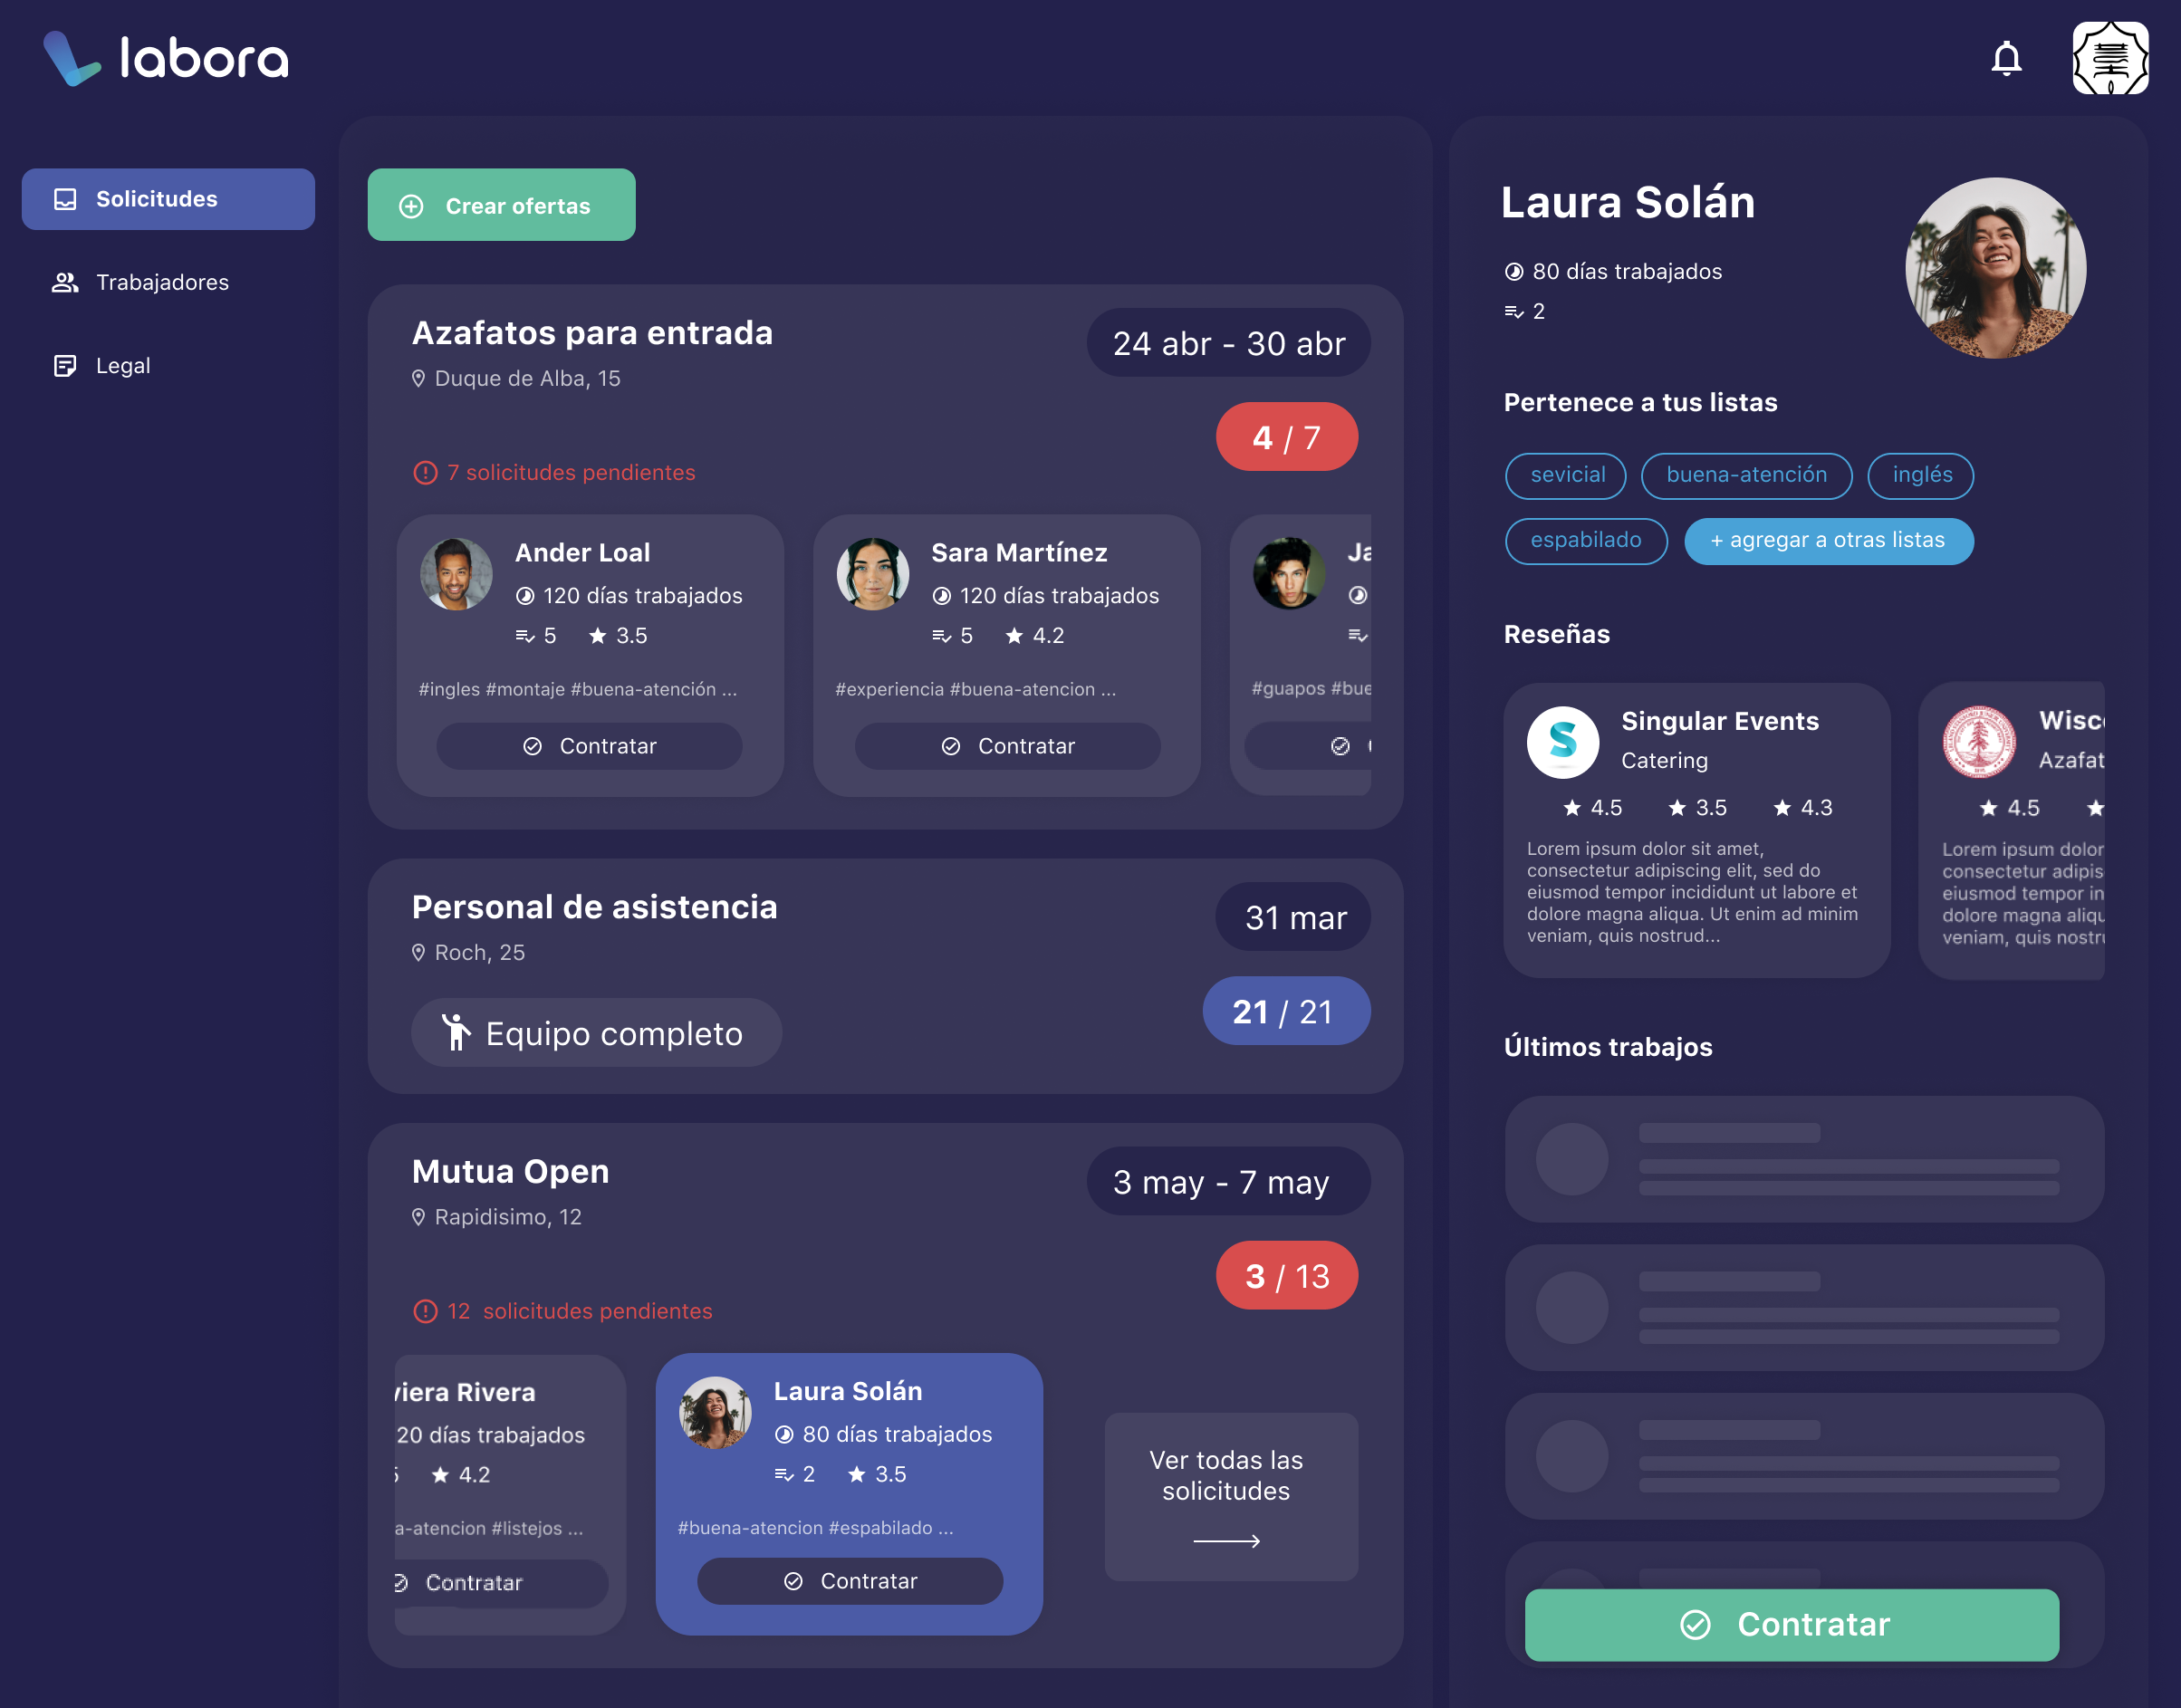 labora
Solicitudes
Trabajadores
Legal
Crear ofertas
Azafatos para entrada
24 abr - 30 abr
Duque de Alba, 15
4 / 7
7 solicitudes pendientes
Ander Loal
120 días trabajados
5 3.5
#ingles #montaje #buena-atención ...
Contratar
Sara Martínez
120 días trabajados
5 4.2
#experiencia #buena-atencion ...
Contratar
Ja
#guapos #bue
Personal de asistencia
31 mar
Roch, 25
21 / 21
Equipo completo
Mutua Open
3 may - 7 may
Rapidisimo, 12
3 / 13
12 solicitudes pendientes
viera Rivera
20 días trabajados
5 4.2
a-atencion #listejos ...
Contratar
Laura Solán
80 días trabajados
2 3.5
#buena-atencion #espabilado ...
Contratar
Ver todas las
solicitudes
Laura Solán
80 días trabajados
2
Pertenece a tus listas
sevicial buena-atención inglés
espabilado + agregar a otras listas
Reseñas
Singular Events
Catering
4.5 3.5 4.3
Lorem ipsum dolor sit amet,
consectetur adipiscing elit, sed do
eiusmod tempor incididunt ut labore et
dolore magna aliqua. Ut enim ad minim
veniam, quis nostrud...
Wisc
Azafat
4.5
Lorem ipsum dolor
consectetur adipis
eiusmod tempor in
dolore magna aliqu
veniam, quis nostru
Últimos trabajos
Contratar